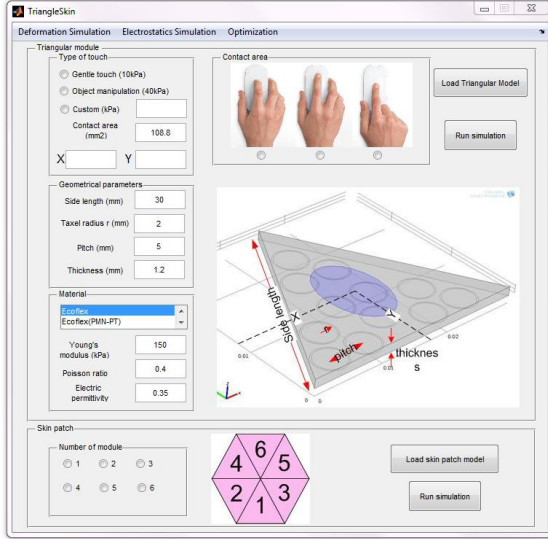 TriangleSkin
Deformation Simulation Electrostatics Simulation Optimization
Triangular module
Type of touch
Gentle touch (10kPa)
Object manipulation (40kPa)
Custom (kPa)
Contact area
(mm2)
108.8
X Y
Contact area
Load Triangular Model
Run simulation
Geometrical parameters
Side length (mm) 30
Taxel radius r (mm) 2
Pitch (mm) 5
Thickness (mm) 1.2
Material
Ecoflex
Ecoflex(PMN-PT)
Young's
modulus (kPa)
150
Poisson ratio 0.4
Electric
permittivity
0.35
Side length
X
Y
r
pitch
thicknes
s
0.01
0
0
0.01
0.02
z
y
x
Skin patch
Number of module
1 2 3
4 5 6
6
4 5
2 3
1
Load skin patch model
Run simulation